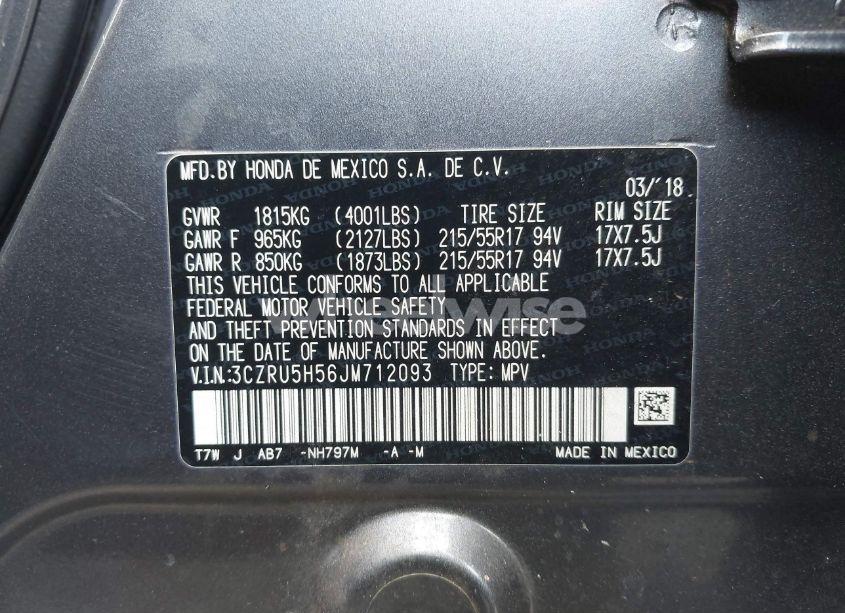 MFD.BY HONDA DE MEXICO S.A. DE C.V.
03/'18
GVWR 1815KG (4001LBS) TIRE SIZE RIM SIZE
GAWR F 965KG (2127LBS) 215/55R17 94V 17X7.5J
GAWR R 850KG (1873LBS) 215/55R17 94V 17X7.5J
THIS VEHICLE CONFORMS TO ALL APPLICABLE
FEDERAL MOTOR VEHICLE SAFETY
AND THEFT PREVENTION STANDARDS IN EFFECT
ON THE DATE OF MANUFACTURE SHOWN ABOVE.
V.I.N.:3CZRU5H56JM712093 TYPE: MPV
T7W J AB7 -NH797M -A -M MADE IN MEXICO
wheelwise